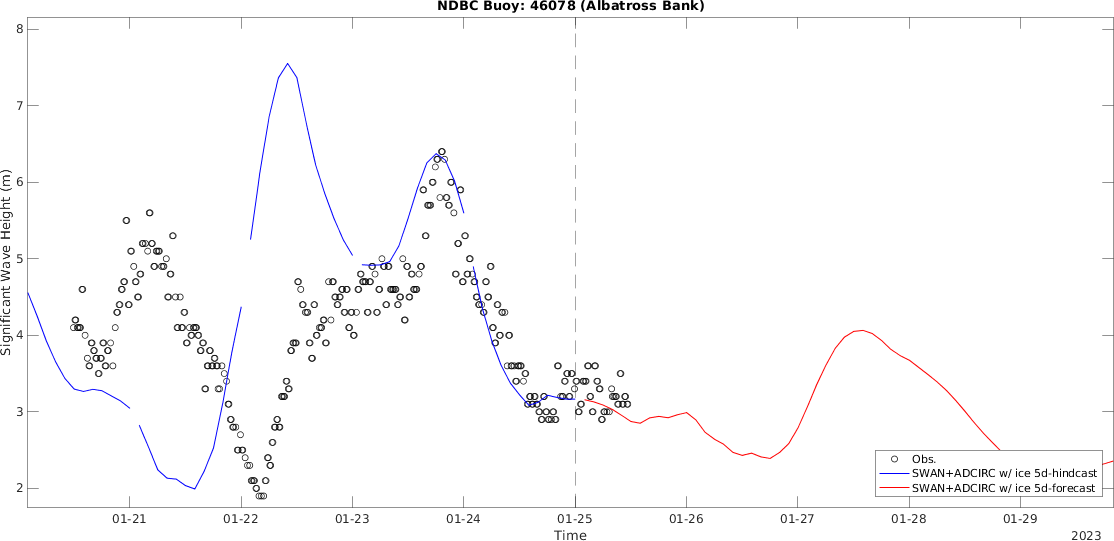 NDBC Buoy: 46078 (Albatross Bank)
Significant Wave Height (m)
8
7
6
5
4
3
2
01-21 01-22 01-23 01-24 01-25 01-26 01-27 01-28 01-29
Time
2023
Obs.
SWAN+ADCIRC w/ ice 5d-hindcast
SWAN+ADCIRC w/ ice 5d-forecast